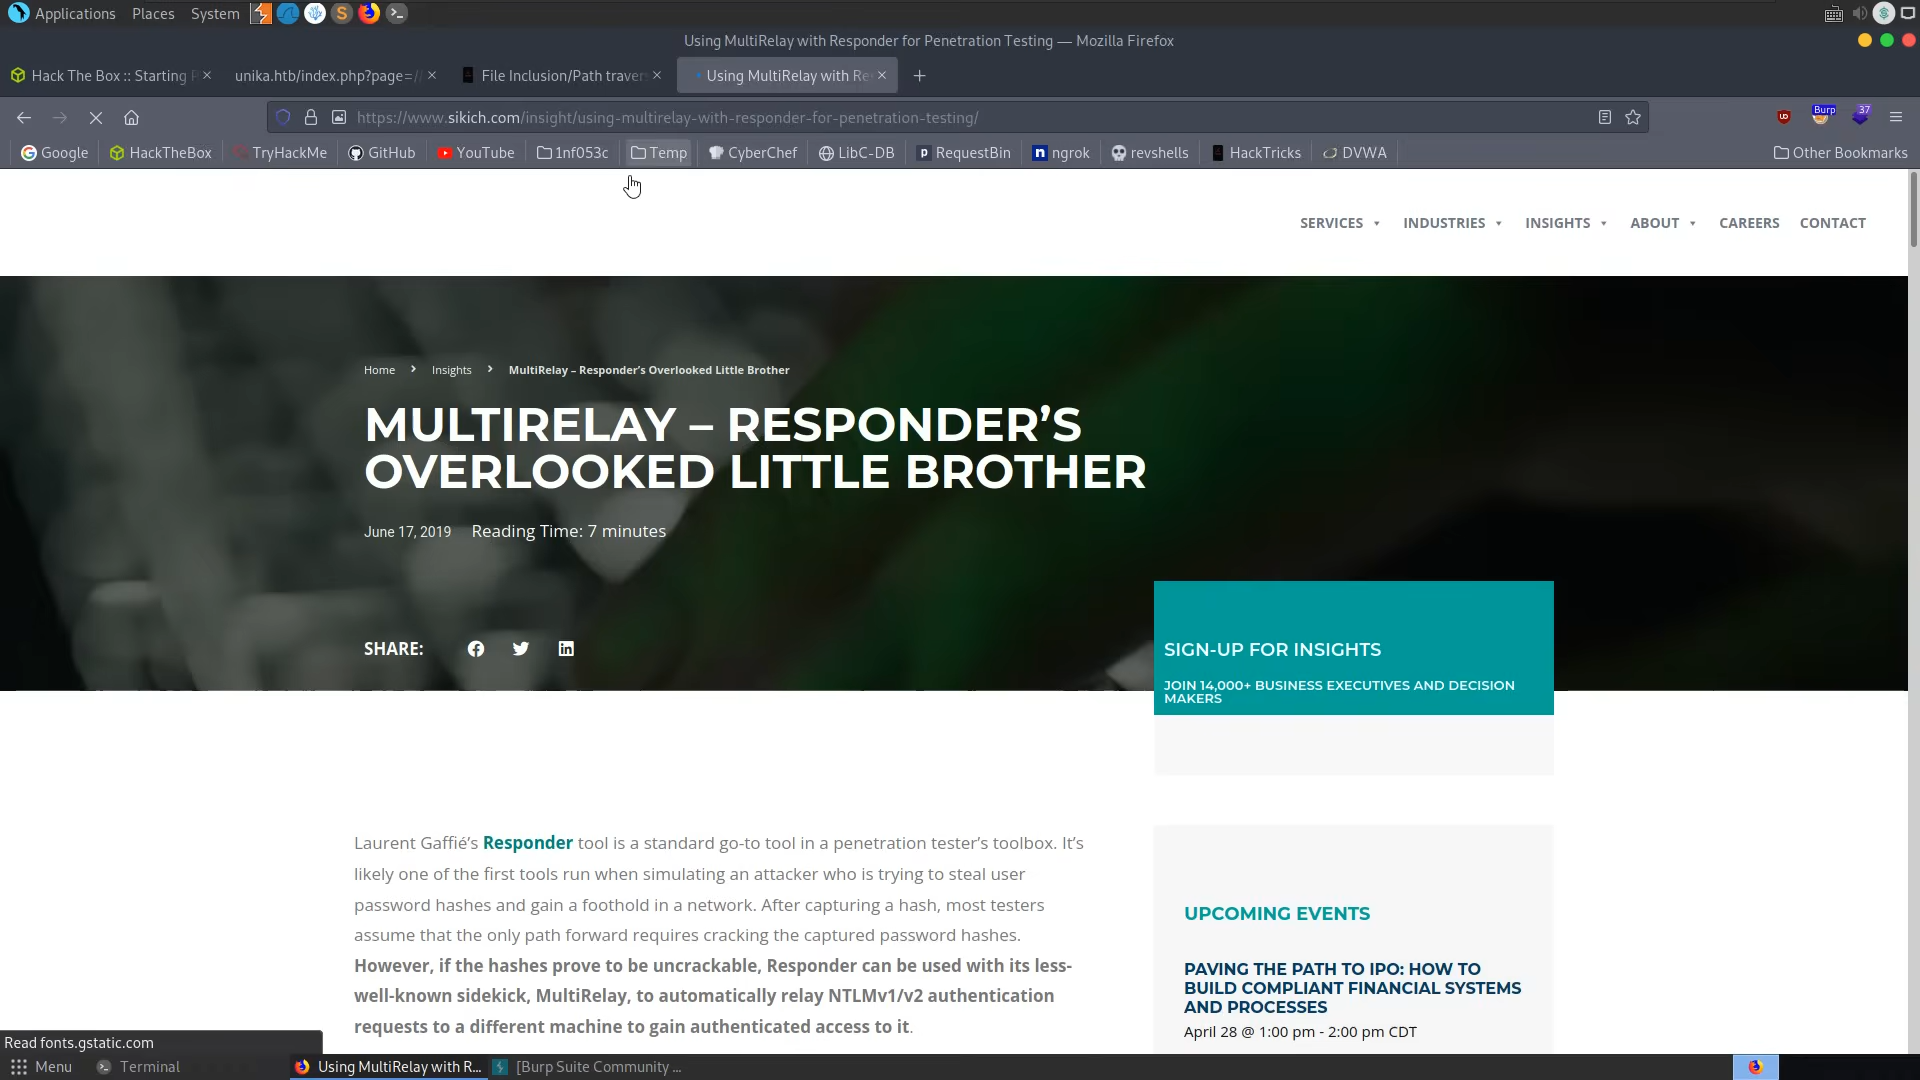 Applications Places System
Using MultiRelay with Responder for Penetration Testing — Mozilla Firefox
Hack The Box :: Starting P
unika.htb/index.php?page=/
File Inclusion/Path travers
Using MultiRelay with Re
https://www.sikich.com/insight/using-multirelay-with-responder-for-penetration-testing/
Burp
37
Google HackTheBox TryHackMe GitHub YouTube 1nf053c Temp CyberChef LibC-DB RequestBin ngrok revshells HackTricks DVWA Other Bookmarks
SERVICES INDUSTRIES INSIGHTS ABOUT CAREERS CONTACT
Home > Insights > MultiRelay – Responder’s Overlooked Little Brother
MULTIRELAY – RESPONDER’S
OVERLOOKED LITTLE BROTHER
June 17, 2019 Reading Time: 7 minutes
SHARE:
SIGN-UP FOR INSIGHTS
JOIN 14,000+ BUSINESS EXECUTIVES AND DECISION
MAKERS
Laurent Gaffié’s Responder tool is a standard go-to tool in a penetration tester’s toolbox. It’s
likely one of the first tools run when simulating an attacker who is trying to steal user
password hashes and gain a foothold in a network. After capturing a hash, most testers
assume that the only path forward requires cracking the captured password hashes.
However, if the hashes prove to be uncrackable, Responder can be used with its less-
well-known sidekick, MultiRelay, to automatically relay NTLMv1/v2 authentication
requests to a different machine to gain authenticated access to it.
UPCOMING EVENTS
PAVING THE PATH TO IPO: HOW TO
BUILD COMPLIANT FINANCIAL SYSTEMS
AND PROCESSES
April 28 @ 1:00 pm - 2:00 pm CDT
Read fonts.gstatic.com
Menu Terminal Using MultiRelay with R... [Burp Suite Community ...